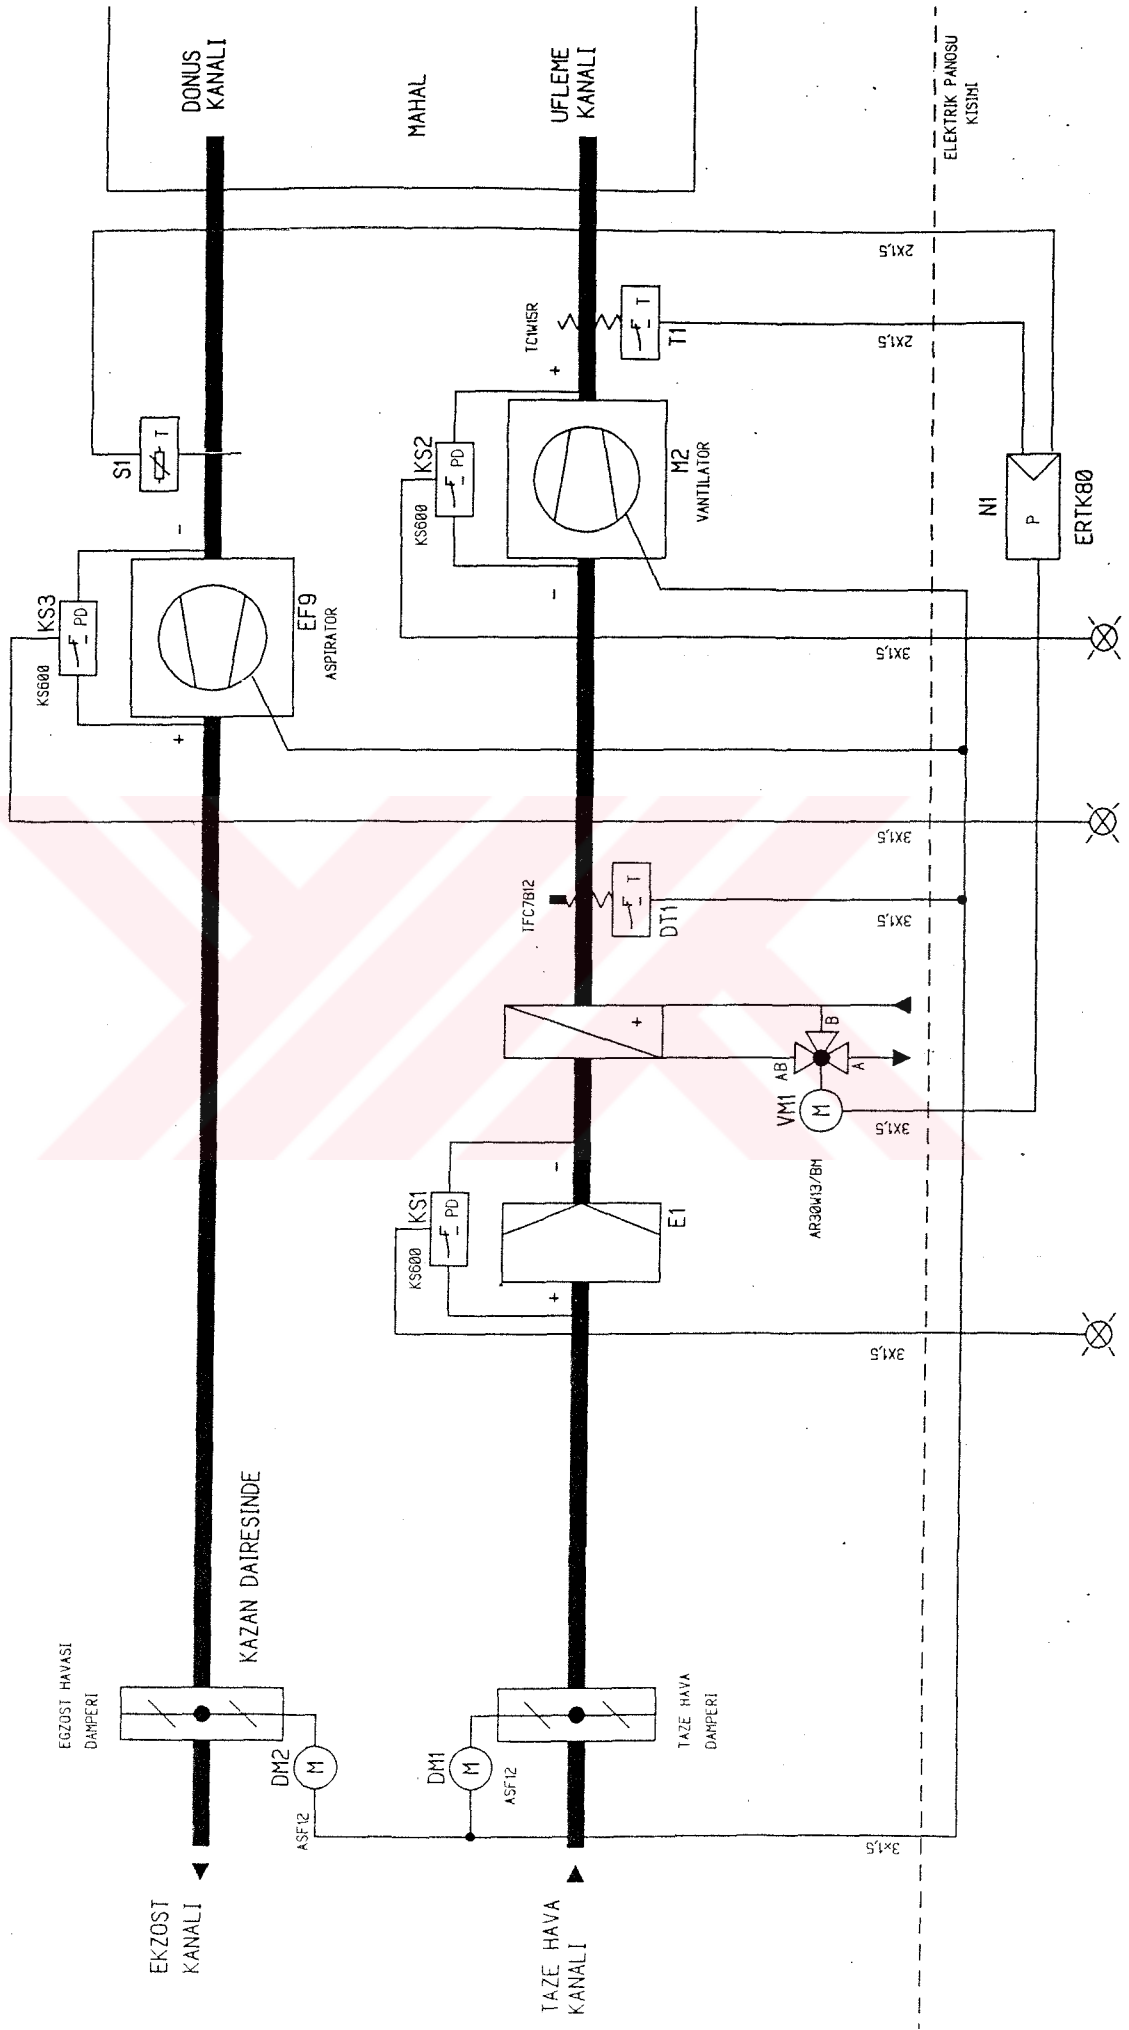 EKZOST
KANALI
EGZOST HAVASI
DAMPERI
DM2
M
ASF12
KAZAN DAIRESINDE
KS3
KS600
PD
+
-
EF9
ASPIRATOR
S1
T
DONUS
KANALI
MAHAL
UFLEME
KANALI
TAZE HAVA
KANALI
DM1
M
ASF12
TAZE HAVA
DAMPERI
KS1
KS600
PD
+
-
E1
+
AB
B
A
VM1
M
AR30W13/BM
TFC7B12
T
DT1
KS2
KS600
PD
-
+
M2
VANTILATOR
TC1W15R
T
T1
3x1,5
3X1,5
3X1,5
3X1,5
3X1,5
3X1,5
2X1,5
2X1,5
ELEKTRIK PANOSU
KISIMI
N1
P
ERTK80